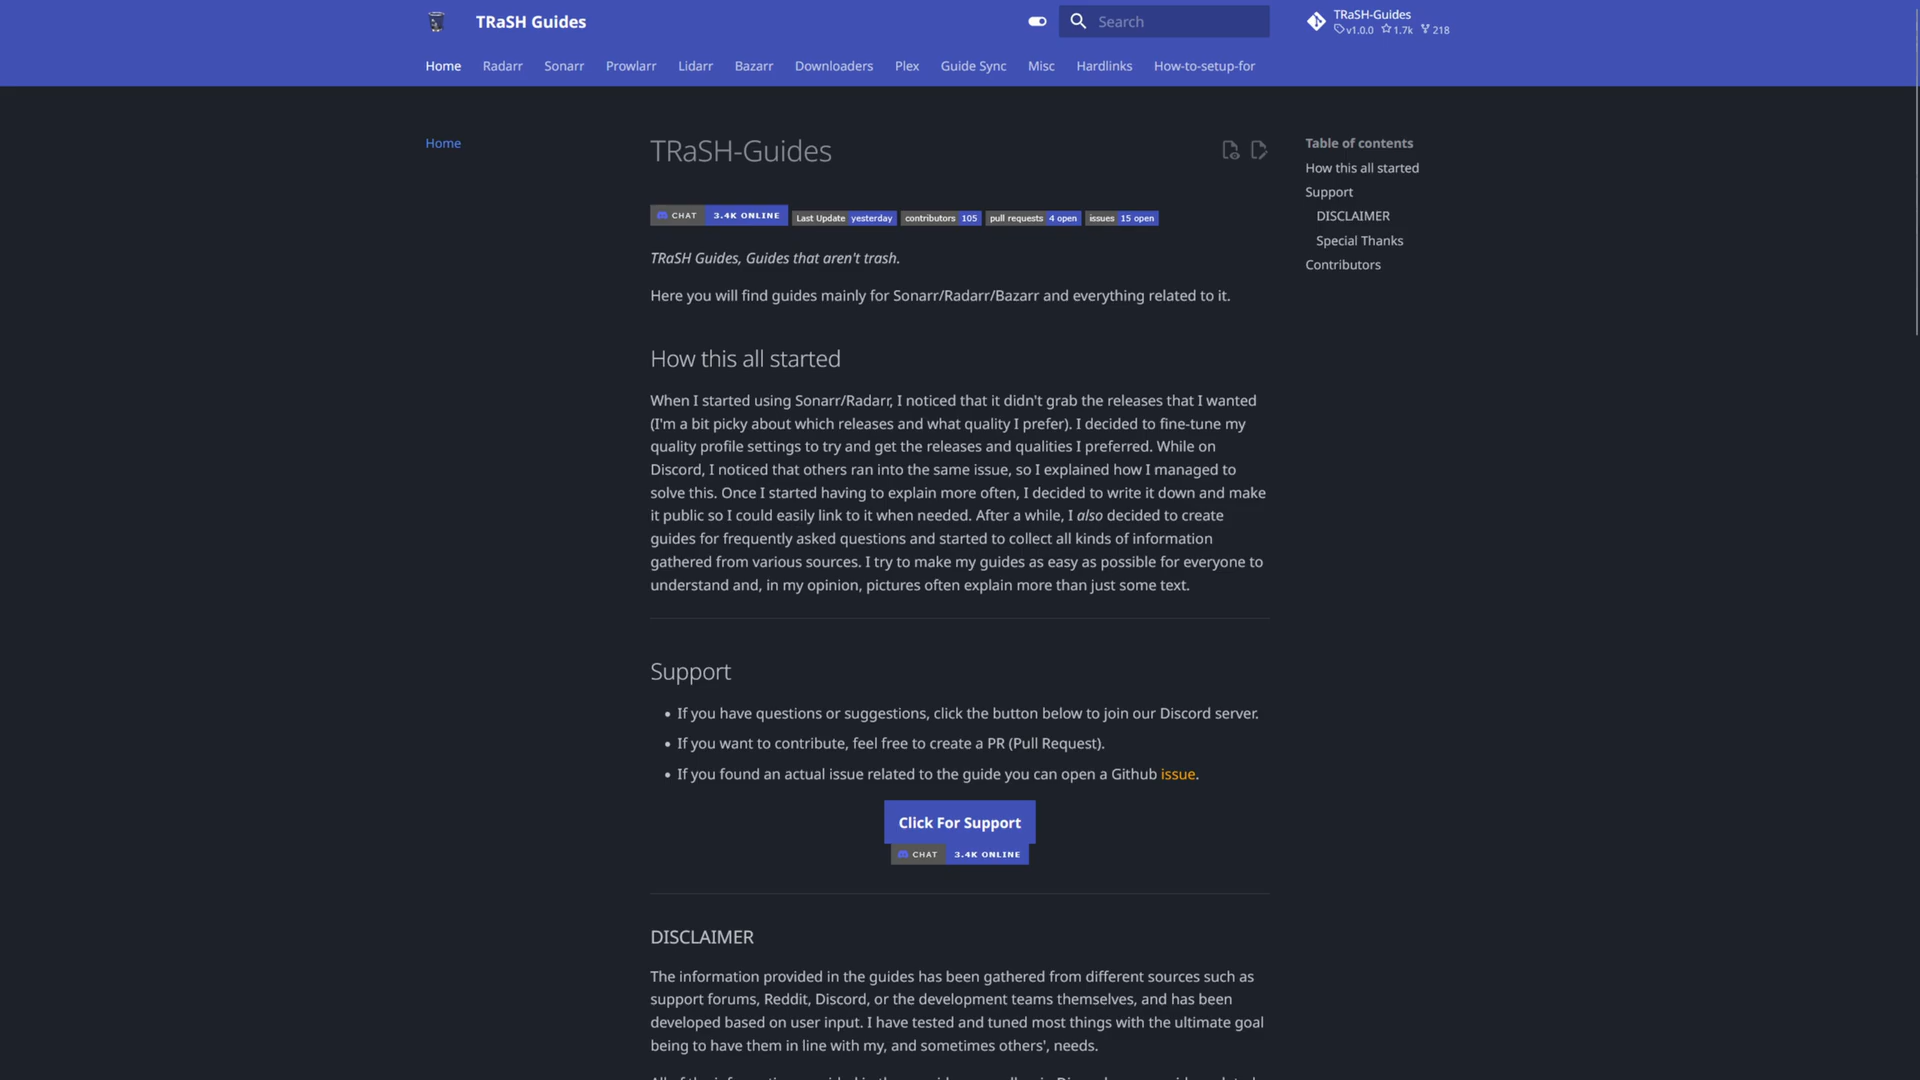 TRaSH Guides
Search
TRaSH-Guides
v1.0.0 1.7k 218
Home Radarr Sonarr Prowlarr Lidarr Bazarr Downloaders Plex Guide Sync Misc Hardlinks How-to-setup-for
Home
TRaSH-Guides
CHAT 3.4K ONLINE Last Update yesterday contributors 105 pull requests 4 open issues 15 open
TRaSH Guides, Guides that aren't trash.
Here you will find guides mainly for Sonarr/Radarr/Bazarr and everything related to it.
How this all started
When I started using Sonarr/Radarr, I noticed that it didn't grab the releases that I wanted
(I'm a bit picky about which releases and what quality I prefer). I decided to fine-tune my
quality profile settings to try and get the releases and qualities I preferred. While on
Discord, I noticed that others ran into the same issue, so I explained how I managed to
solve this. Once I started having to explain more often, I decided to write it down and make
it public so I could easily link to it when needed. After a while, I also decided to create
guides for frequently asked questions and started to collect all kinds of information
gathered from various sources. I try to make my guides as easy as possible for everyone to
understand and, in my opinion, pictures often explain more than just some text.
Support
• If you have questions or suggestions, click the button below to join our Discord server.
• If you want to contribute, feel free to create a PR (Pull Request).
• If you found an actual issue related to the guide you can open a Github issue.
Click For Support
CHAT 3.4K ONLINE
DISCLAIMER
The information provided in the guides has been gathered from different sources such as
support forums, Reddit, Discord, or the development teams themselves, and has been
developed based on user input. I have tested and tuned most things with the ultimate goal
being to have them in line with my, and sometimes others', needs.
Table of contents
How this all started
Support
DISCLAIMER
Special Thanks
Contributors